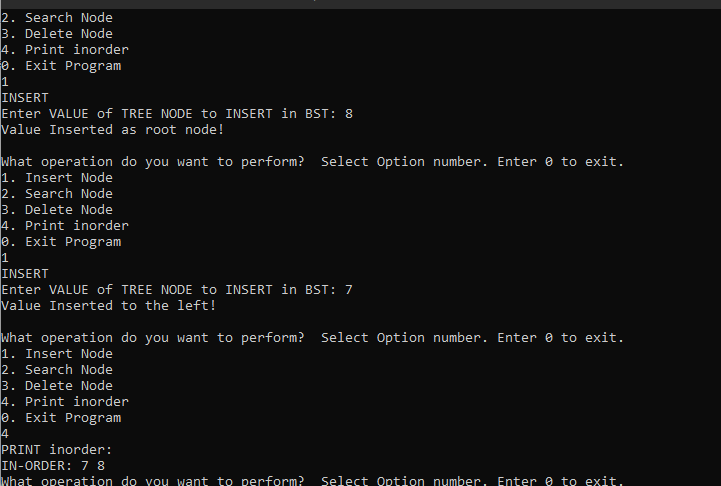 2. Search Node
3. Delete Node
4. Print inorder
0. Exit Program
1
INSERT
Enter VALUE of TREE NODE to INSERT in BST: 8
Value Inserted as root node!
What operation do you want to perform?  Select Option number. Enter 0 to exit.
1. Insert Node
2. Search Node
3. Delete Node
4. Print inorder
0. Exit Program
1
INSERT
Enter VALUE of TREE NODE to INSERT in BST: 7
Value Inserted to the left!
What operation do you want to perform?  Select Option number. Enter 0 to exit.
1. Insert Node
2. Search Node
3. Delete Node
4. Print inorder
0. Exit Program
4
PRINT inorder:
IN-ORDER: 7 8
What operation do you want to perform?  Select Option number. Enter 0 to exit.